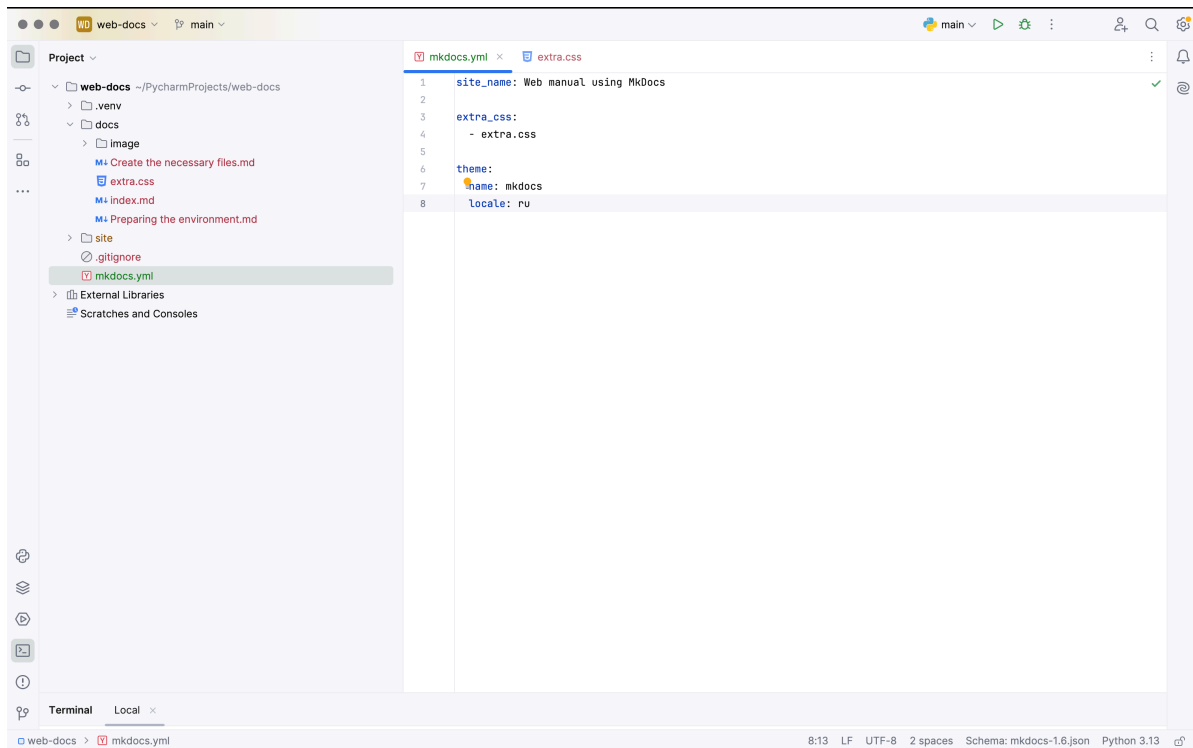 WD web-docs main main
Project
mkdocs.yml extra.css
web-docs ~/PycharmProjects/web-docs
.venv
docs
image
M↓ Create the necessary files.md
extra.css
M↓ index.md
M↓ Preparing the environment.md
site
.gitignore
Y mkdocs.yml
External Libraries
Scratches and Consoles
1 site_name: Web manual using MkDocs
2
3 extra_css:
4 - extra.css
5
6 theme:
7 name: mkdocs
8 locale: ru
Terminal Local
web-docs > Y mkdocs.yml 8:13 LF UTF-8 2 spaces Schema: mkdocs-1.6.json Python 3.13